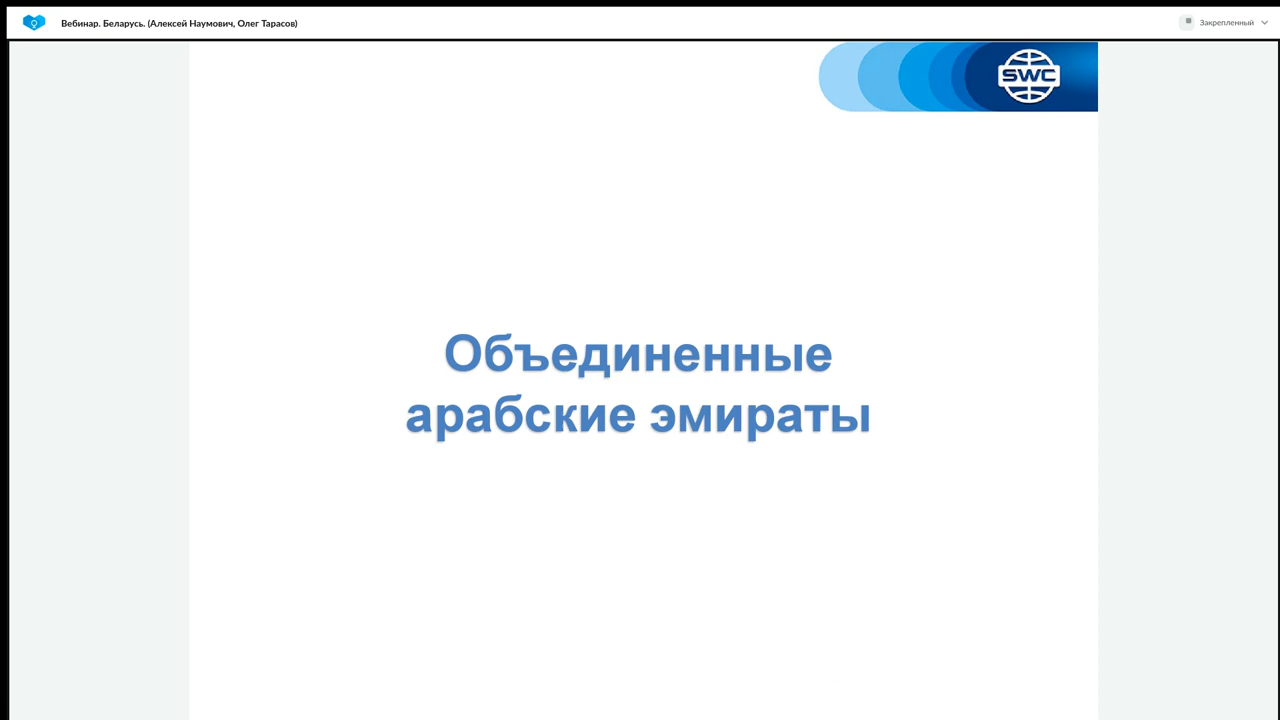 Вебинар. Беларусь. (Алексей Наумович, Олег Тарасов)
Закрепленный
SWC
Объединенные
арабские эмираты